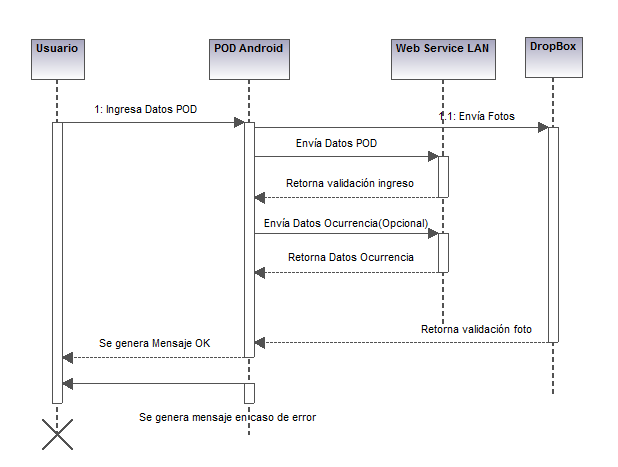 Usuario
POD Android
Web Service LAN
DropBox
1: Ingresa Datos POD
1.1: Envía Fotos
Envía Datos POD
Retorna validación ingreso
Envía Datos Ocurrencia(Opcional)
Retorna Datos Ocurrencia
Retorna validación foto
Se genera Mensaje OK
Se genera mensaje en caso de error